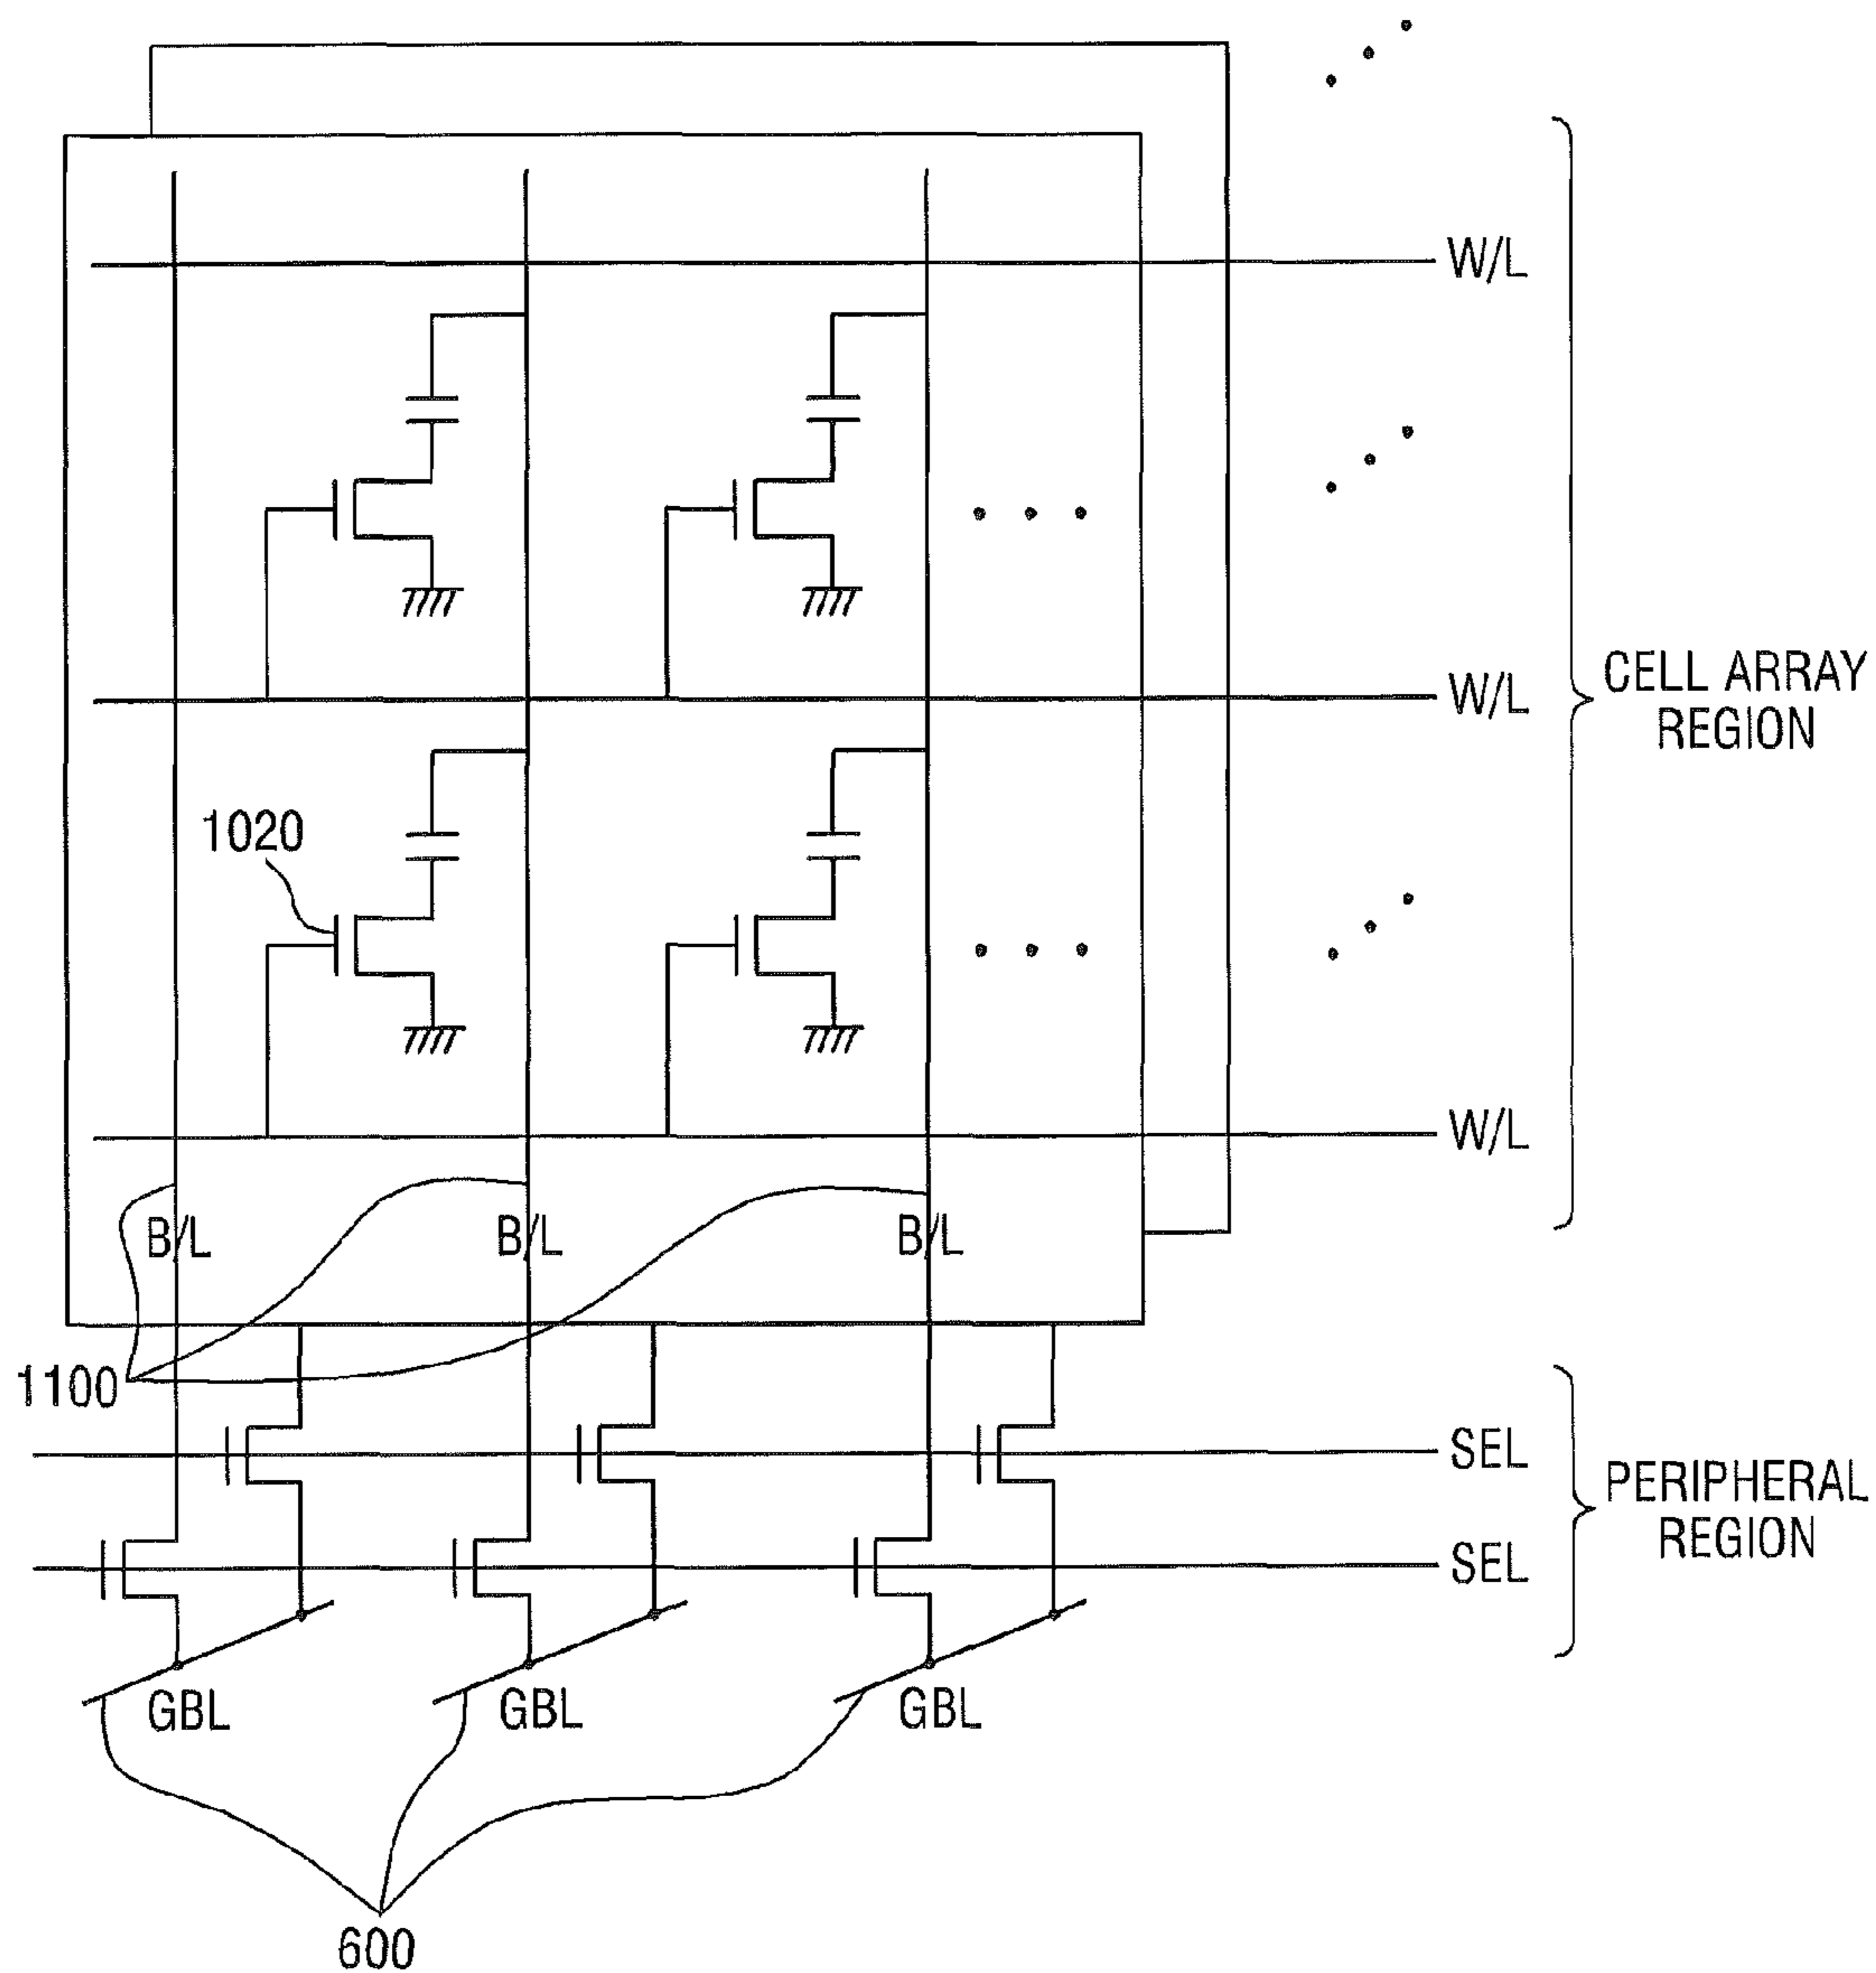 W/L
CELL ARRAY
REGION
W/L
1020
W/L
B/L B/L B/L
1100
SEL
PERIPHERAL
REGION
SEL
GBL GBL GBL
600